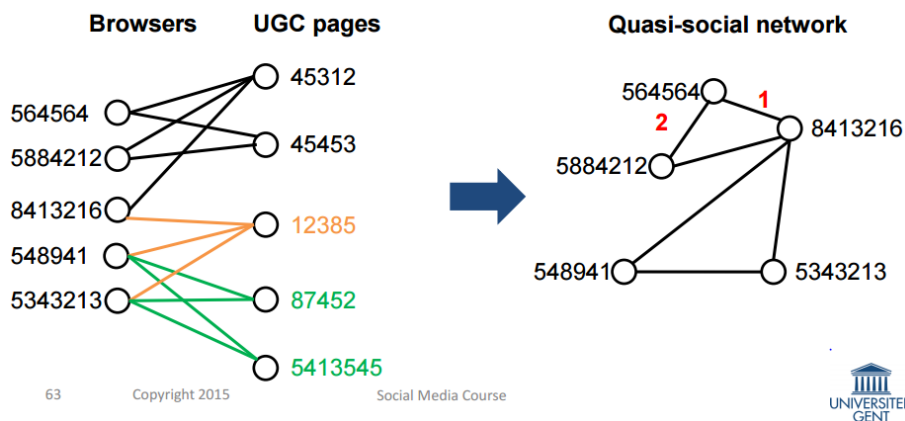 Browsers
UGC pages
Quasi-social network
564564
5884212
8413216
548941
5343213
45312
45453
12385
87452
5413545
564564
1
8413216
2
5884212
548941
5343213
63
Copyright 2015
Social Media Course
UNIVERSITEI
GENT